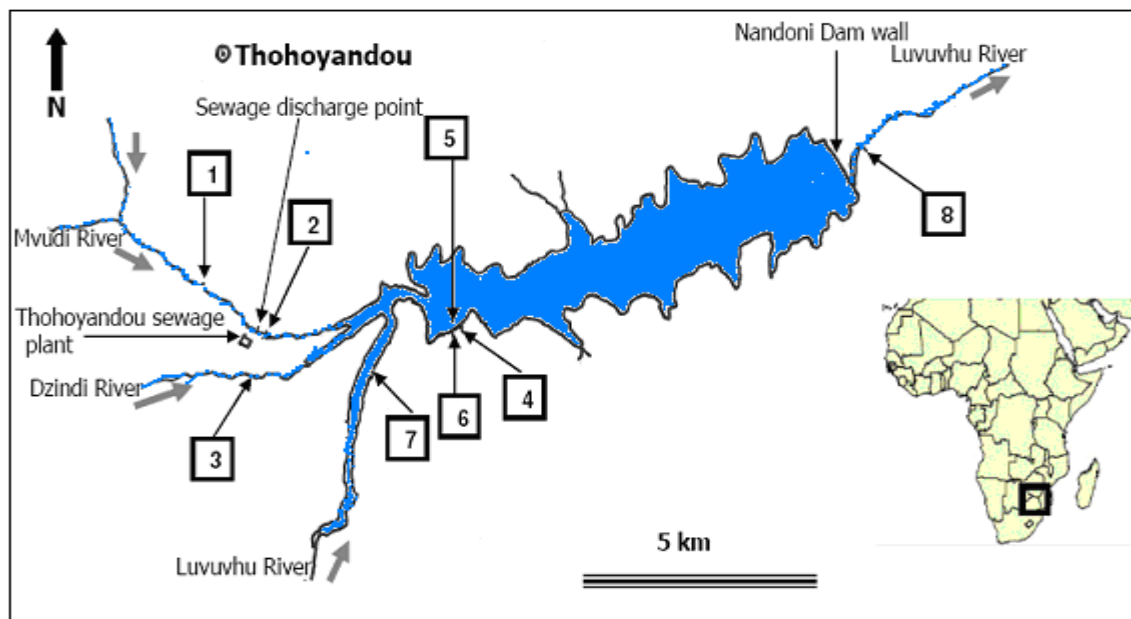 Nandoni Dam wall
Luvuvhu River
Thohoyandou
N
Sewage discharge point
5
1
2
8
Mvudi River
Thohoyandou sewage
plant
Dzindi River
4
6
7
3
5 km
Luvuvhu River